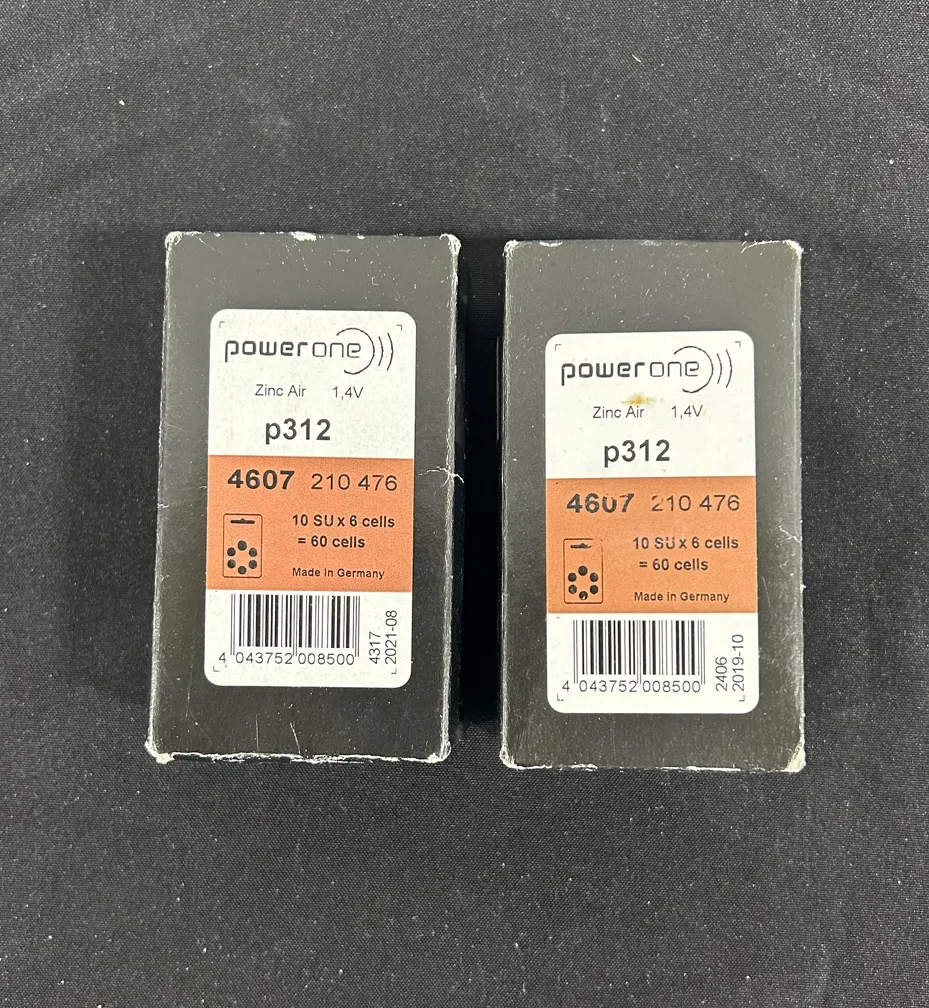 powerone
Zinc Air 1,4V
p312
4607 210 476
10 SU x 6 cells
= 60 cells
Made in Germany
4 043752 008500
4317
2021-08
powerone
Zinc Air 1,4V
p312
4607 210 476
10 SU x 6 cells
= 60 cells
Made in Germany
4 043752 008500
2406
2019-10